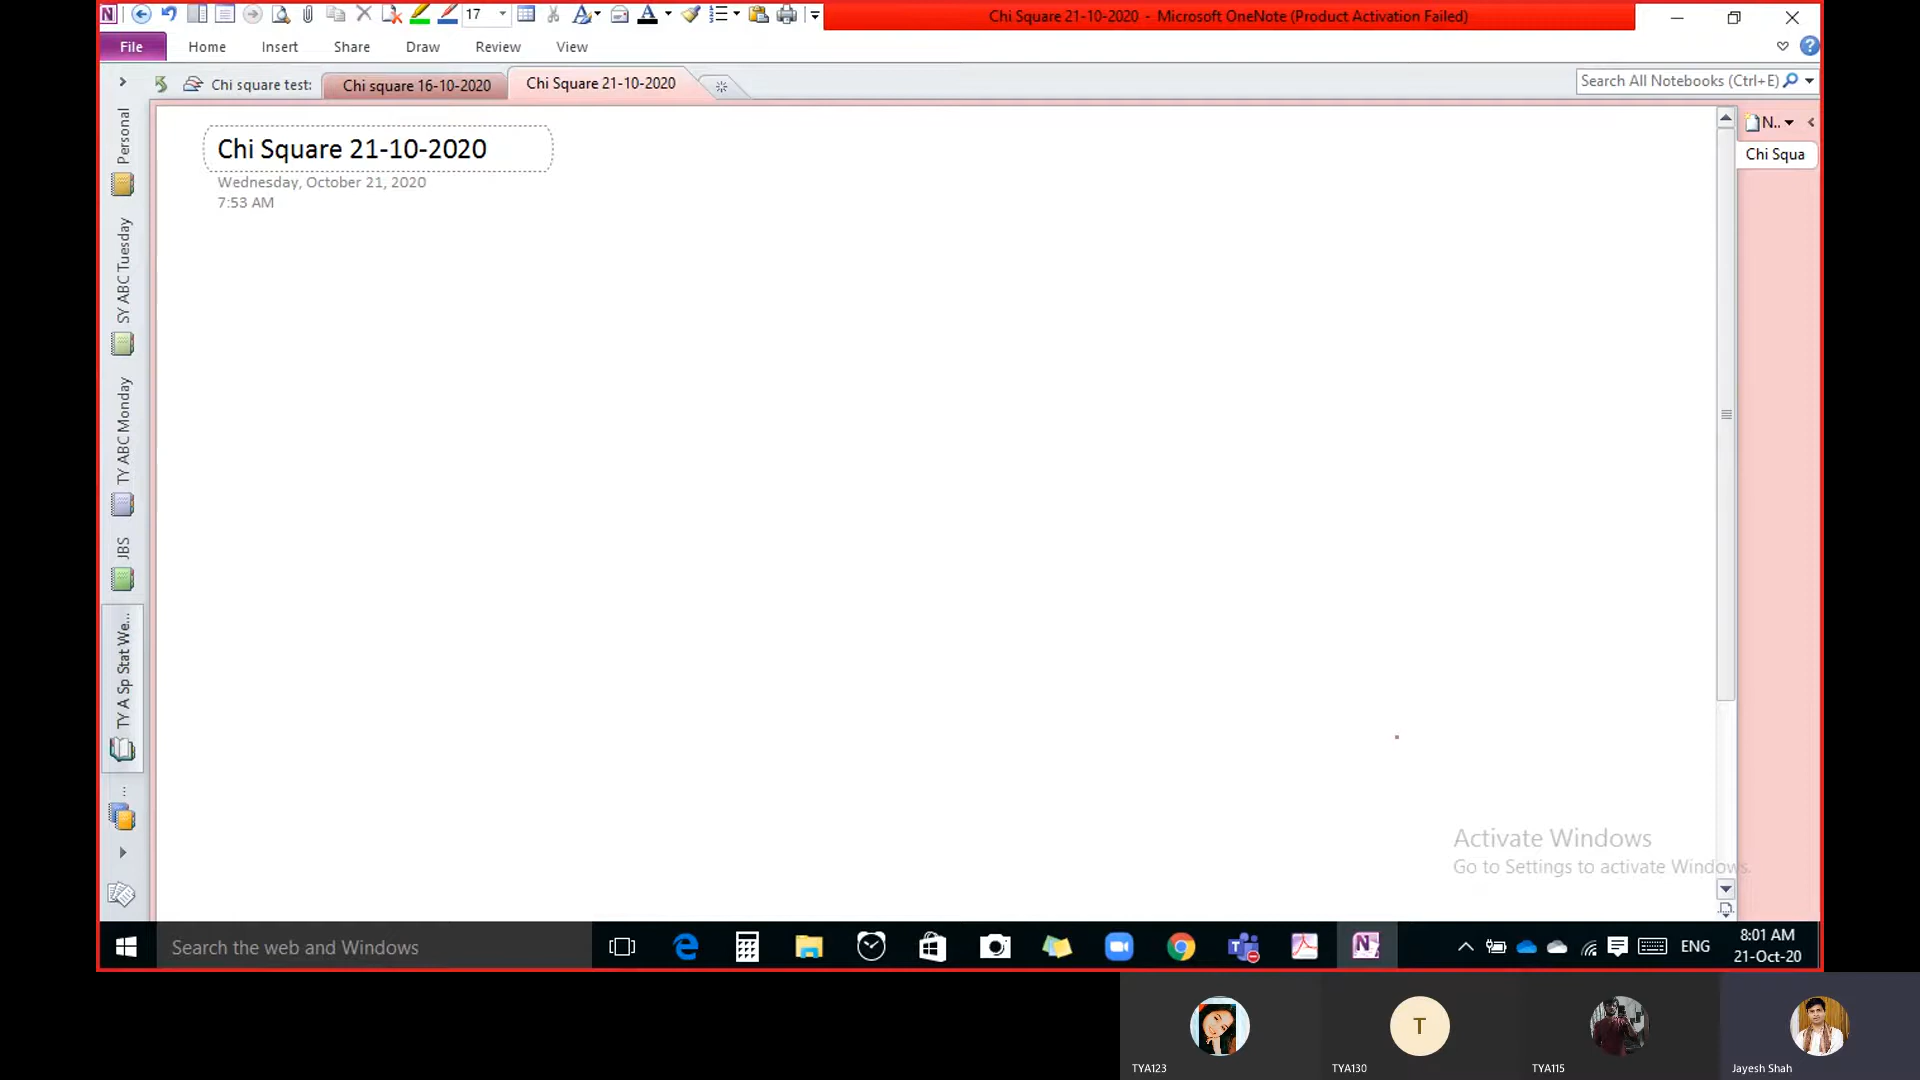 17
Chi Square 21-10-2020 - Microsoft OneNote (Product Activation Failed)
File Home Insert Share Draw Review View
Chi square test: Chi square 16-10-2020 Chi Square 21-10-2020
Search All Notebooks (Ctrl+E)
N..
Chi Squa
Personal
SY ABC Tuesday
TY ABC Monday
JBS
TY A Sp Stat We...
Chi Square 21-10-2020
Wednesday, October 21, 2020
7:53 AM
Activate Windows
Go to Settings to activate Windows.
Search the web and Windows
ENG
8:01 AM
21-Oct-20
T
TYA123
TYA130
TYA115
Jayesh Shah